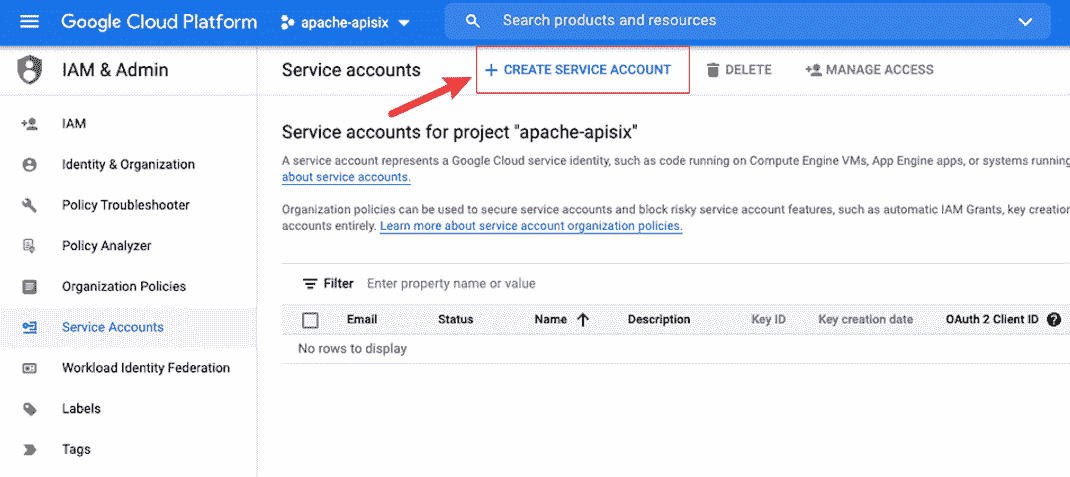 Google Cloud Platform
apache-apisix
Search products and resources
IAM & Admin
Service accounts
+ CREATE SERVICE ACCOUNT
DELETE
MANAGE ACCESS
IAM
Identity & Organization
Policy Troubleshooter
Policy Analyzer
Organization Policies
Service Accounts
Workload Identity Federation
Labels
Tags
Service accounts for project "apache-apisix"
A service account represents a Google Cloud service identity, such as code running on Compute Engine VMs, App Engine apps, or systems running
about service accounts.
Organization policies can be used to secure service accounts and block risky service account features, such as automatic IAM Grants, key creation
accounts entirely. Learn more about service account organization policies.
Filter Enter property name or value
Email Status Name Description Key ID Key creation date OAuth 2 Client ID ?
No rows to display